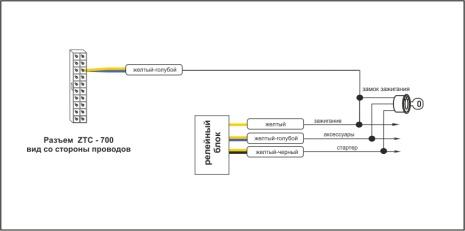 желтый-голубой
замок зажигания
желтый
зажигание
желтый-голубой
аксессуары
желтый-черный
стартер
релейный
блок
Разъем ZTC - 700
вид со стороны проводов